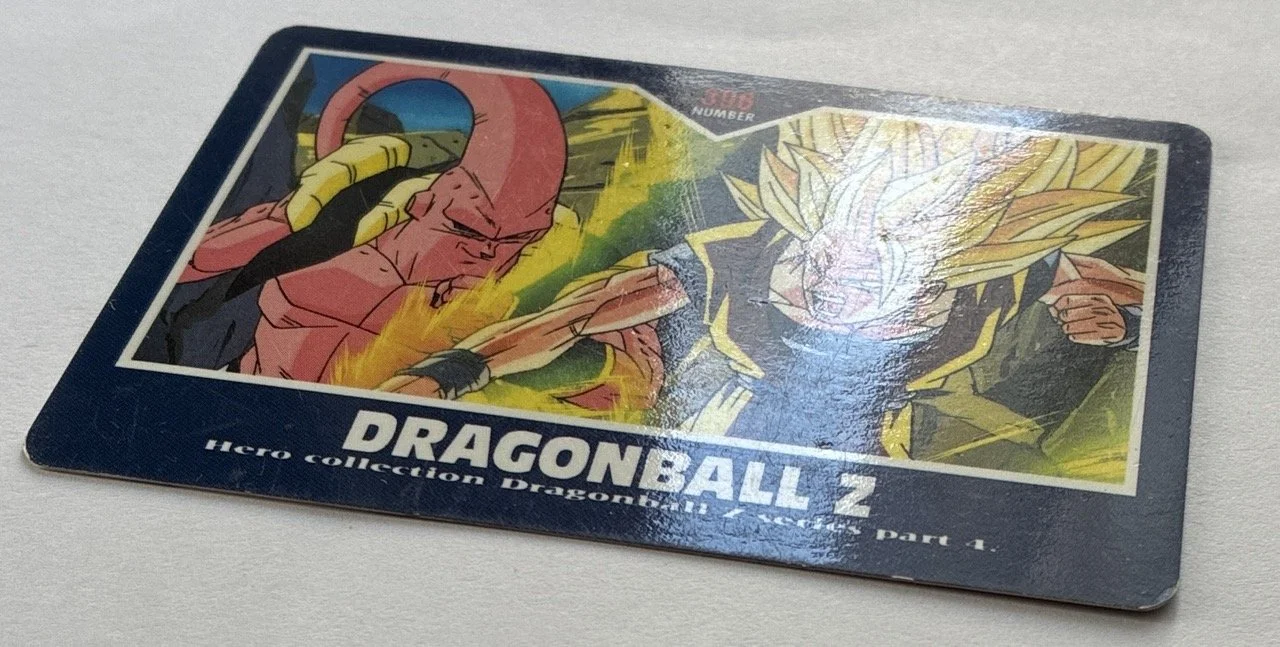 NUMBER
DRAGONBALL Z
Hero collection Dragonball Z series part 4.